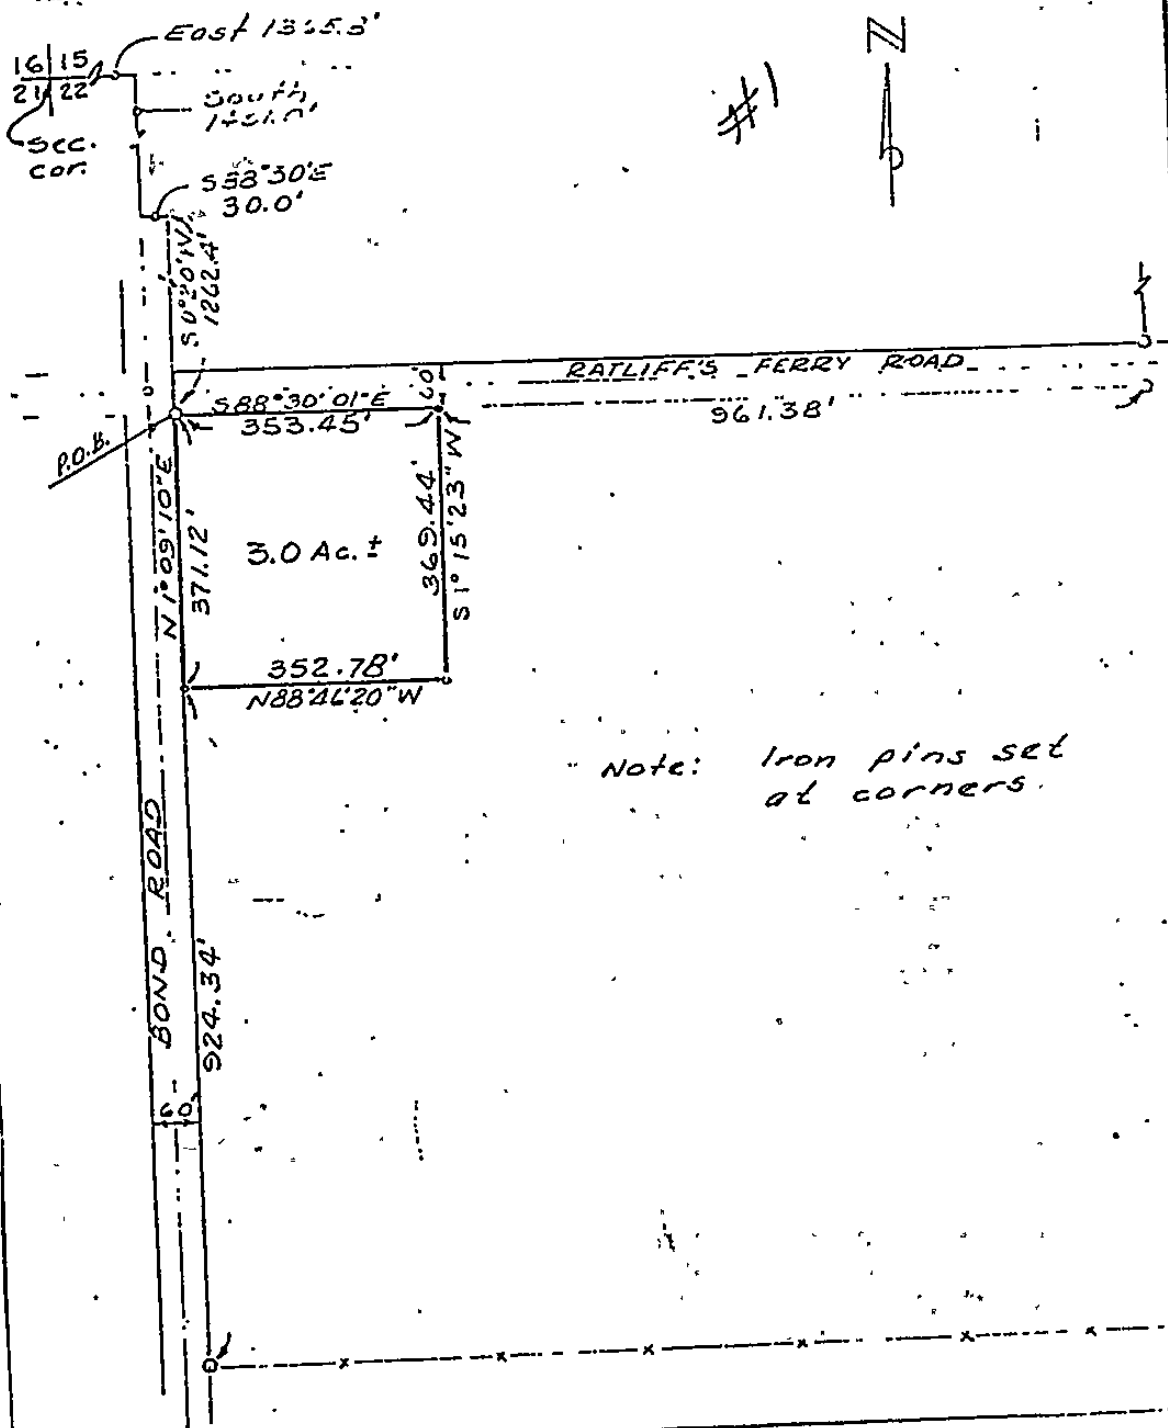 East
16 15
21 22
South
Sec.
cor.
#1
N
S88°30'E
30.0'
S0°20'W
1262.4'
RATLIFF'S FERRY ROAD
60
S88°30'01"E
353.45'
961.38'
P.O.B.
N1°09'10"E
371.12'
3.0 Ac.±
369.44'
S1°15'23"W
352.78'
N88°46'20"W
Note: Iron pins set
at corners.
BOND ROAD
924.34'
60